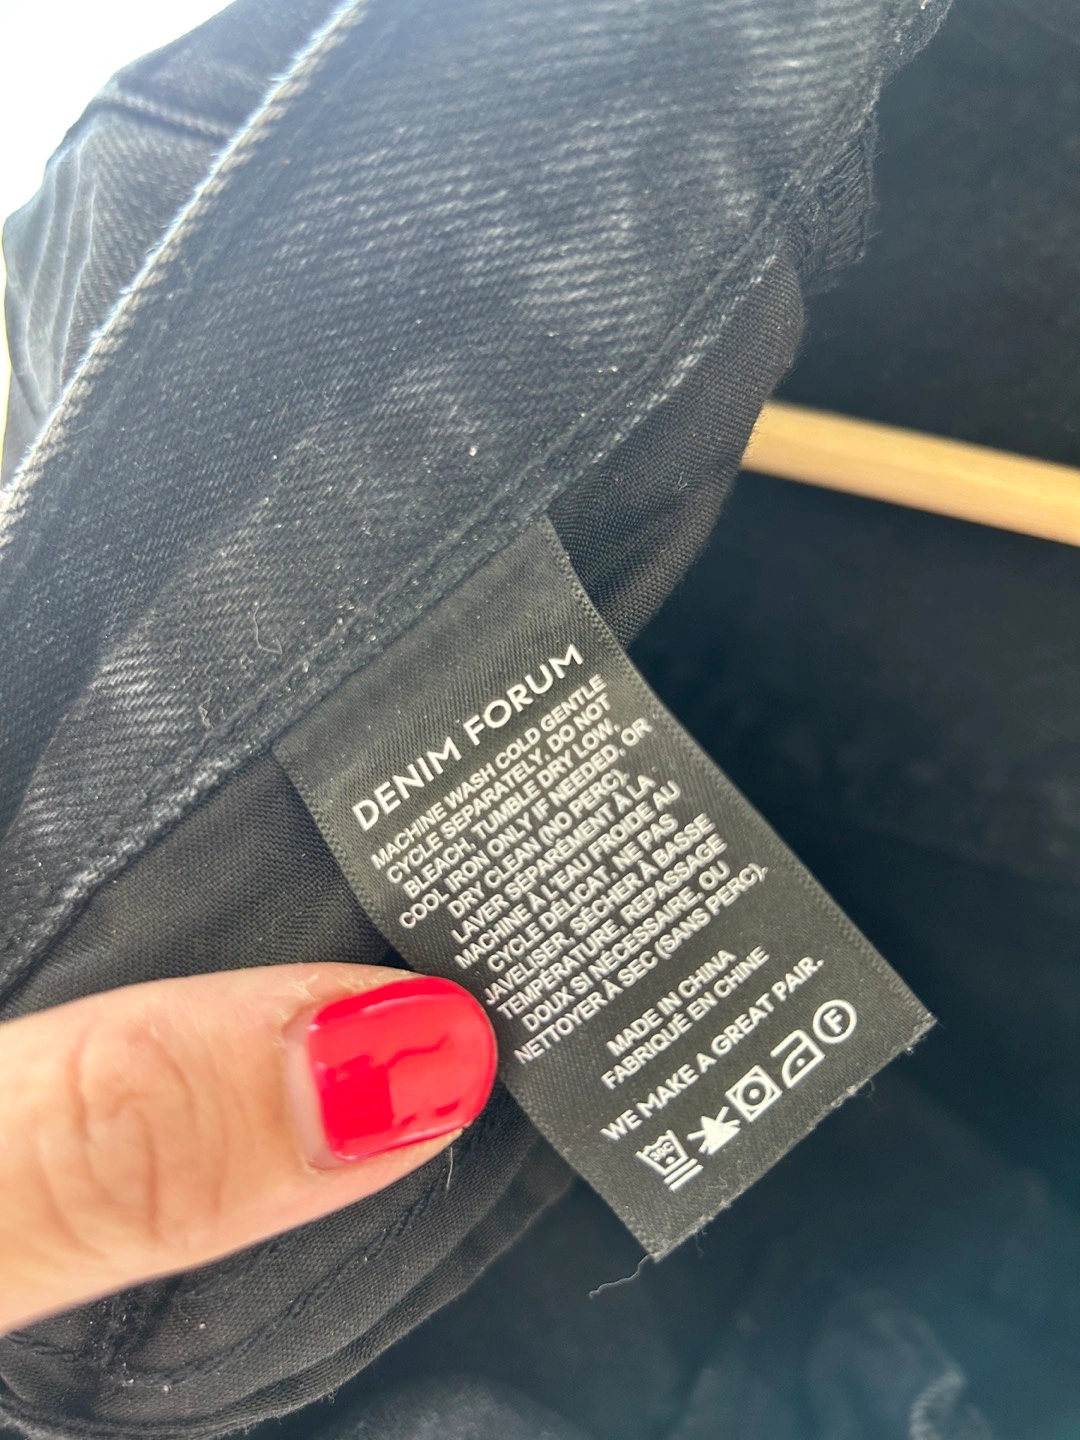 DENIM FORUM
MACHINE WASH COLD GENTLE
CYCLE SEPARATELY, DO NOT
BLEACH, TUMBLE DRY LOW,
COOL IRON ONLY IF NEEDED, OR
DRY CLEAN (NO PERC).
LAVER SÉPARÉMENT À LA
MACHINE À L'EAU FROIDE AU
CYCLE DÉLICAT, NE PAS
JAVELISER, SÉCHER À BASSE
TEMPÉRATURE, REPASSAGE
DOUX SI NÉCESSAIRE, OU
NETTOYER À SEC (SANS PERC).
MADE IN CHINA
FABRIQUÉ EN CHINE
WE MAKE A GREAT PAIR.
30C F